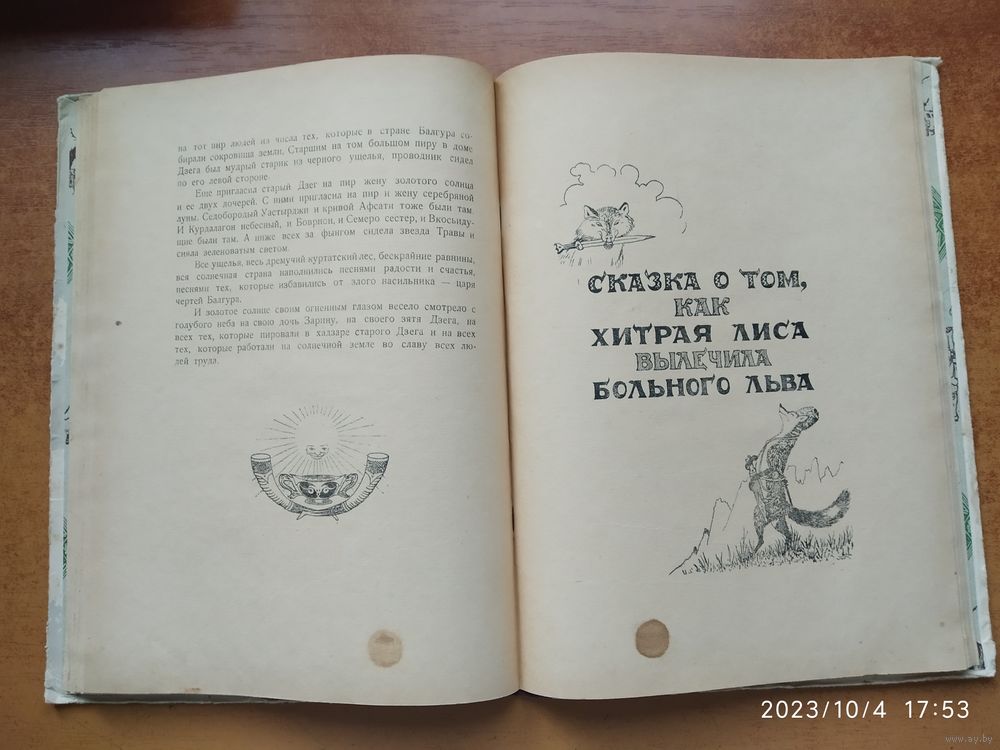 на тот пир людей из числа тех, которые в стране Балгура со-
бирали сокровища земли. Старшим на том большом пиру в доме
Дзега был мудрый старик из черного ущелья, проводник сидел
по его левой стороне.
Еще пригласил старый Дзег на пир жену золотого солнца
и ее двух дочерей. С ними пригласил на пир и жену серебряной
луны. Седобородый Уастырджи и кривой Афсати тоже были там.
И Курдалагон небесный, и Боврион, и Семеро сестер, и Вкосьиду-
щие были там. А ниже всех за фынгом сидела звезда Травы и
сияла зеленоватым светом.
Все ущелья, весь дремучий куртатский лес, бескрайние равнины,
вся солнечная страна наполнились песнями радости и счастья,
песнями тех, которые избавились от злого насильника — царя
чертей Балгура.
И золотое солнце своим огненным глазом весело смотрело с
голубого неба на свою дочь Зарину, на своего зятя Дзега, на
всех тех, которые пировали в хадзаре старого Дзега и на всех
тех, которые работали на солнечной земле во славу всех лю-
дей труда.
СКАЗКА О ТОМ,
КАК
ХИТРАЯ ЛИСА
ВЫЛЕЧИЛА
БОЛЬНОГО ЛЬВА
2023/10/4 17:53
www.ay.by